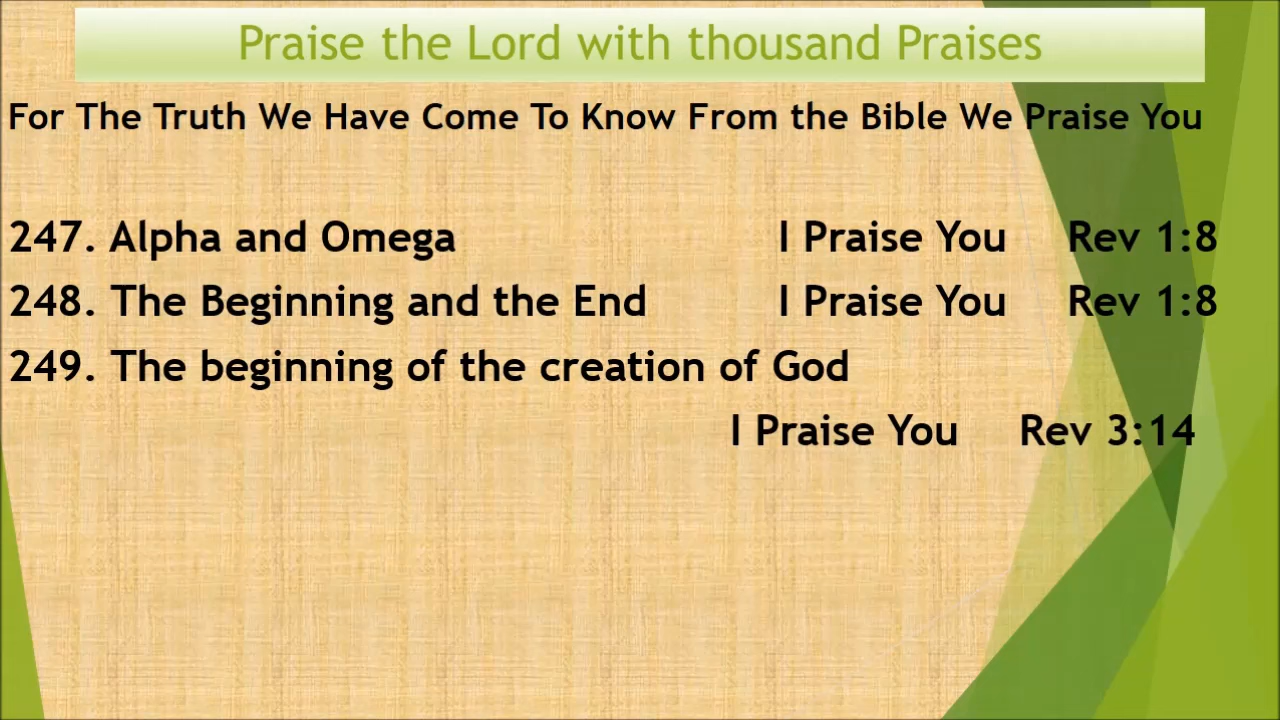 Praise the Lord with thousand Praises
For The Truth We Have Come To Know From the Bible We Praise You
247. Alpha and Omega I Praise You Rev 1:8
248. The Beginning and the End I Praise You Rev 1:8
249. The beginning of the creation of God
I Praise You Rev 3:14